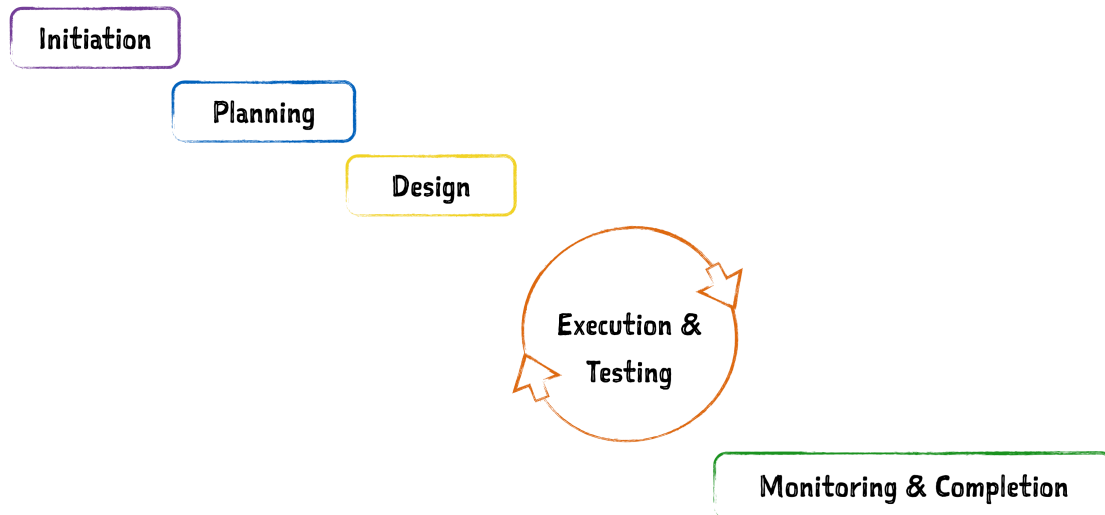 Initiation
Planning
Design
Execution &
Testing
Monitoring & Completion